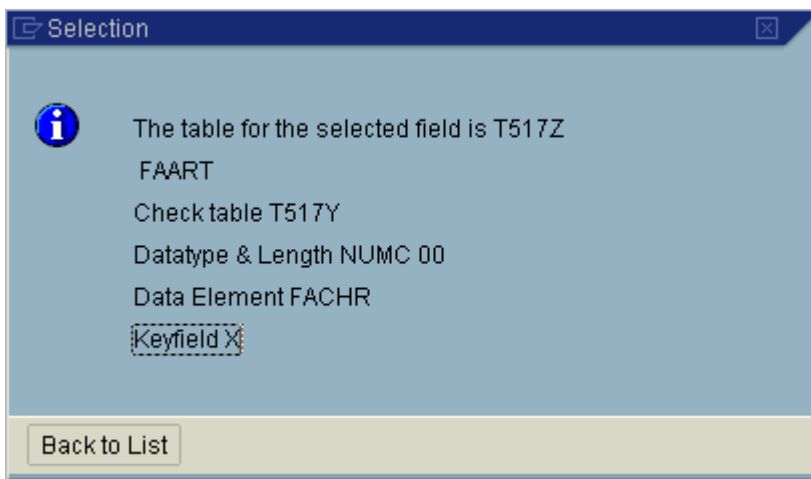 Selection
The table for the selected field is T517Z
FAART
Check table T517Y
Datatype & Length NUMC 00
Data Element FACHR
Keyfield X
Back to List